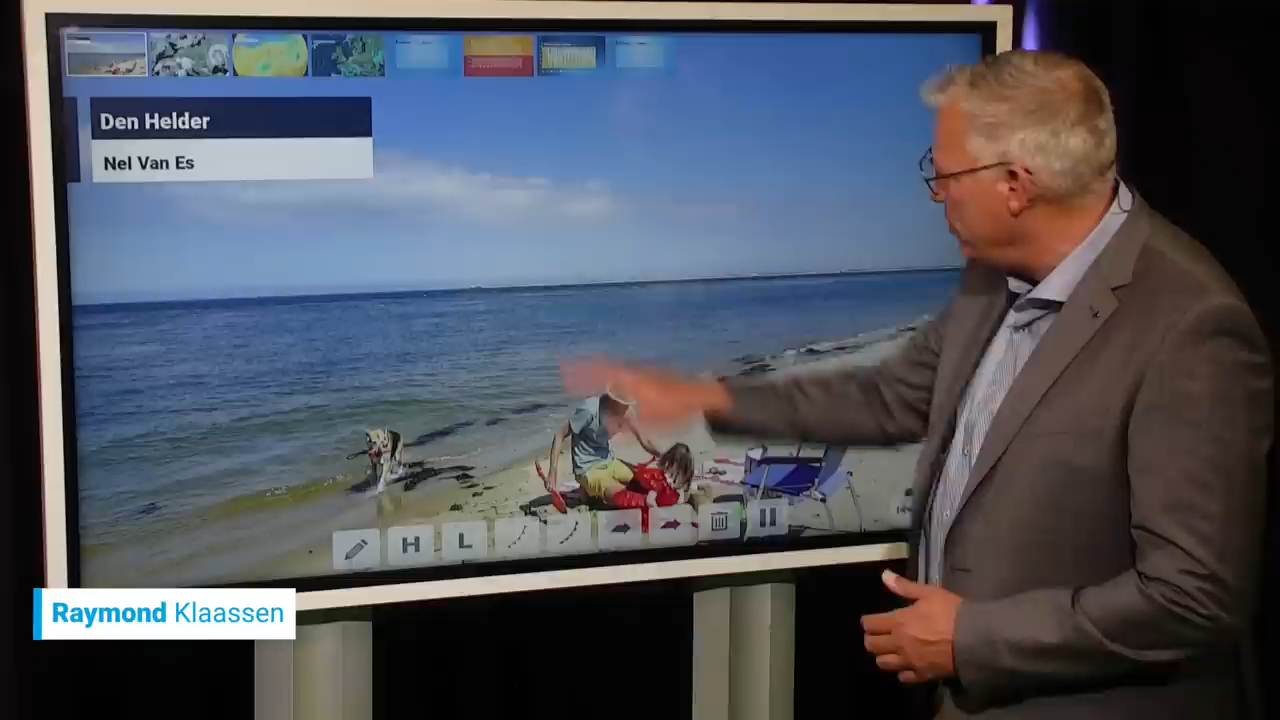 Den Helder
Nel Van Es
H
L
Raymond Klaassen